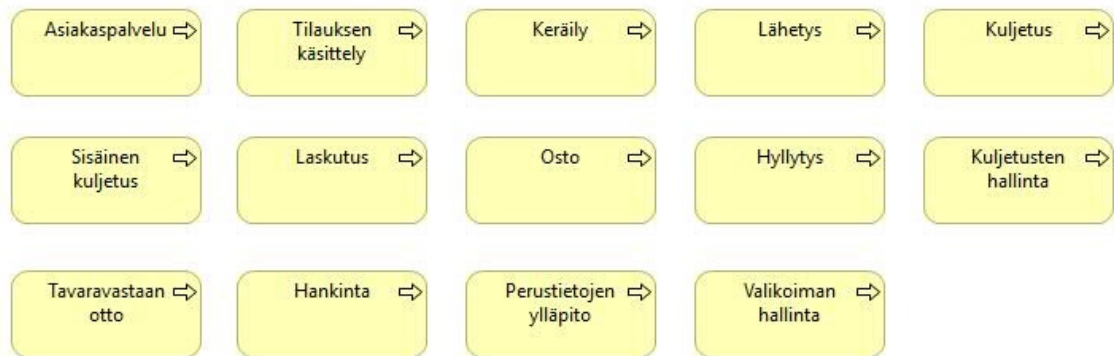 Asiakaspalvelu
Tilauksen
käsittely
Keräily
Lähetys
Kuljetus
Sisäinen
kuljetus
Laskutus
Osto
Hyllytys
Kuljetusten
hallinta
Tavaravastaan
otto
Hankinta
Perustietojen
ylläpito
Valikoiman
hallinta